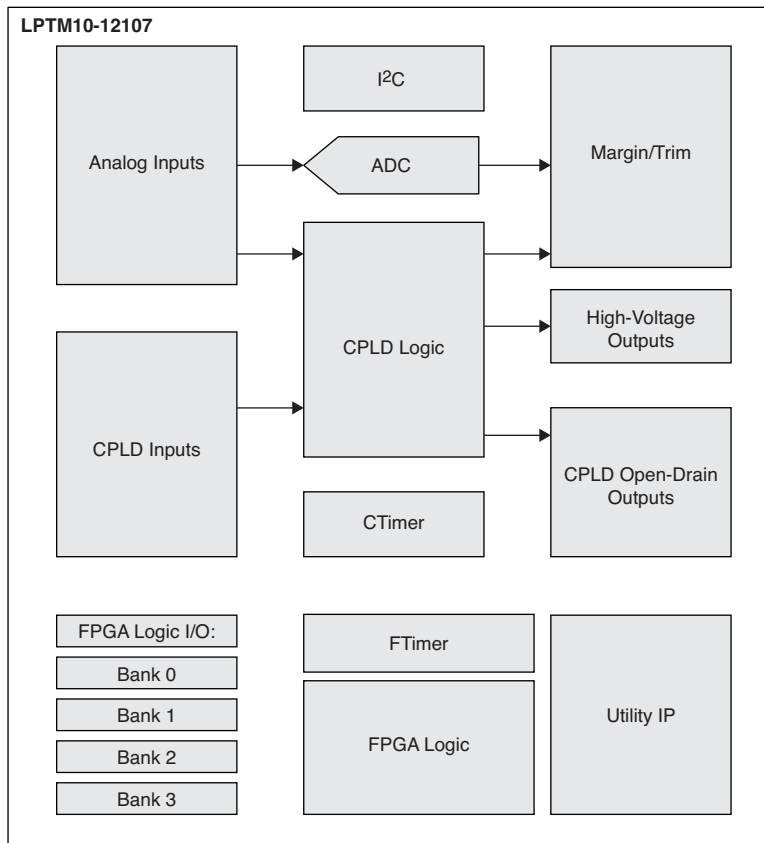 LPTM10-12107
I²C
Analog Inputs
ADC
Margin/Trim
CPLD Logic
High-Voltage
Outputs
CPLD Inputs
CPLD Open-Drain
Outputs
CTimer
FPGA Logic I/O:
Bank 0
Bank 1
Bank 2
Bank 3
FTimer
FPGA Logic
Utility IP